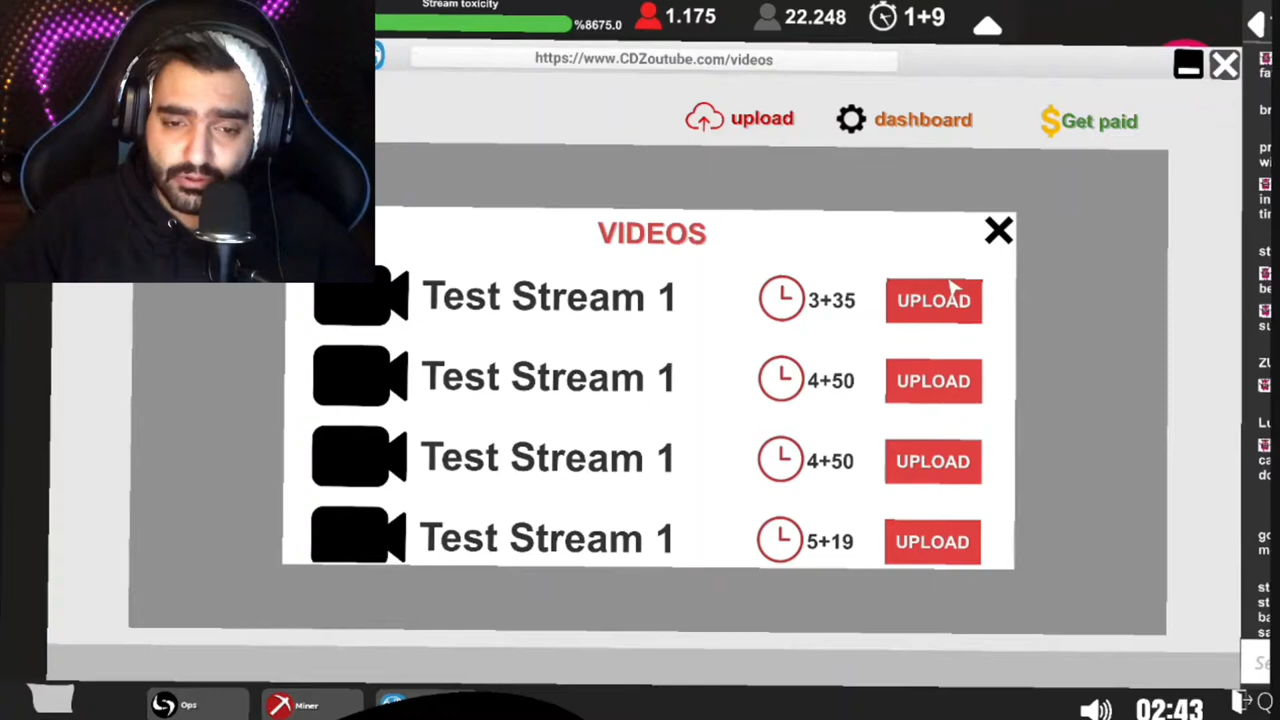 Stream toxicity
%8675.0
1.175
22.248
1+9
https://www.CDZoutube.com/videos
upload
dashboard
Get paid
VIDEOS
Test Stream 1
3+35
UPLOAD
Test Stream 1
4+50
UPLOAD
Test Stream 1
4+50
UPLOAD
Test Stream 1
5+19
UPLOAD
Ops
Miner
02:43